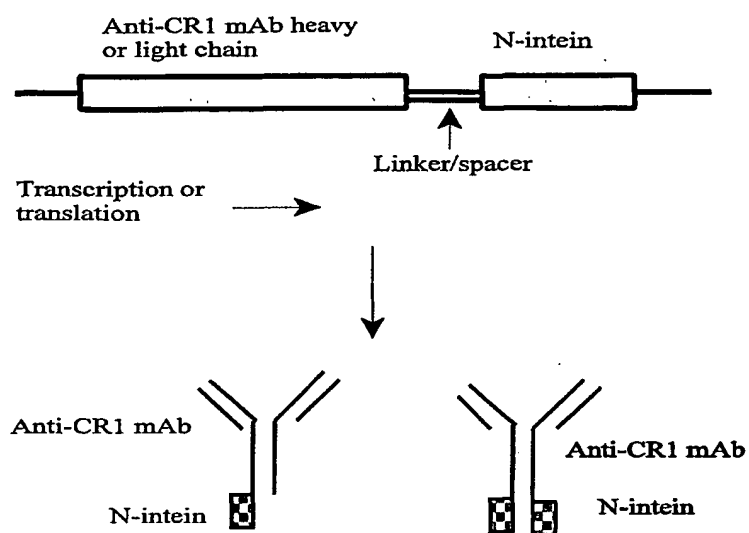 Anti-CR1 mAb heavy
or light chain
N-intein
Linker/spacer
Transcription or
translation
Anti-CR1 mAb
Anti-CR1 mAb
N-intein
N-intein